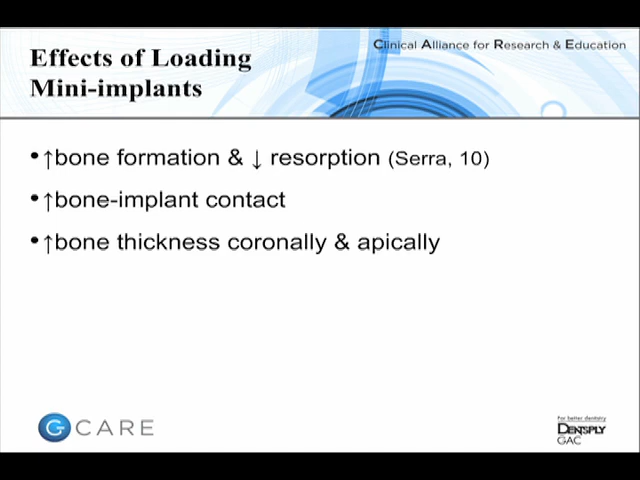 Clinical Alliance for Research & Education
Effects of Loading
Mini-implants
•↑bone formation & ↓ resorption (Serra, 10)
•↑bone-implant contact
•↑bone thickness coronally & apically
G CARE
For better dentistry
DENTSPLY
GAC